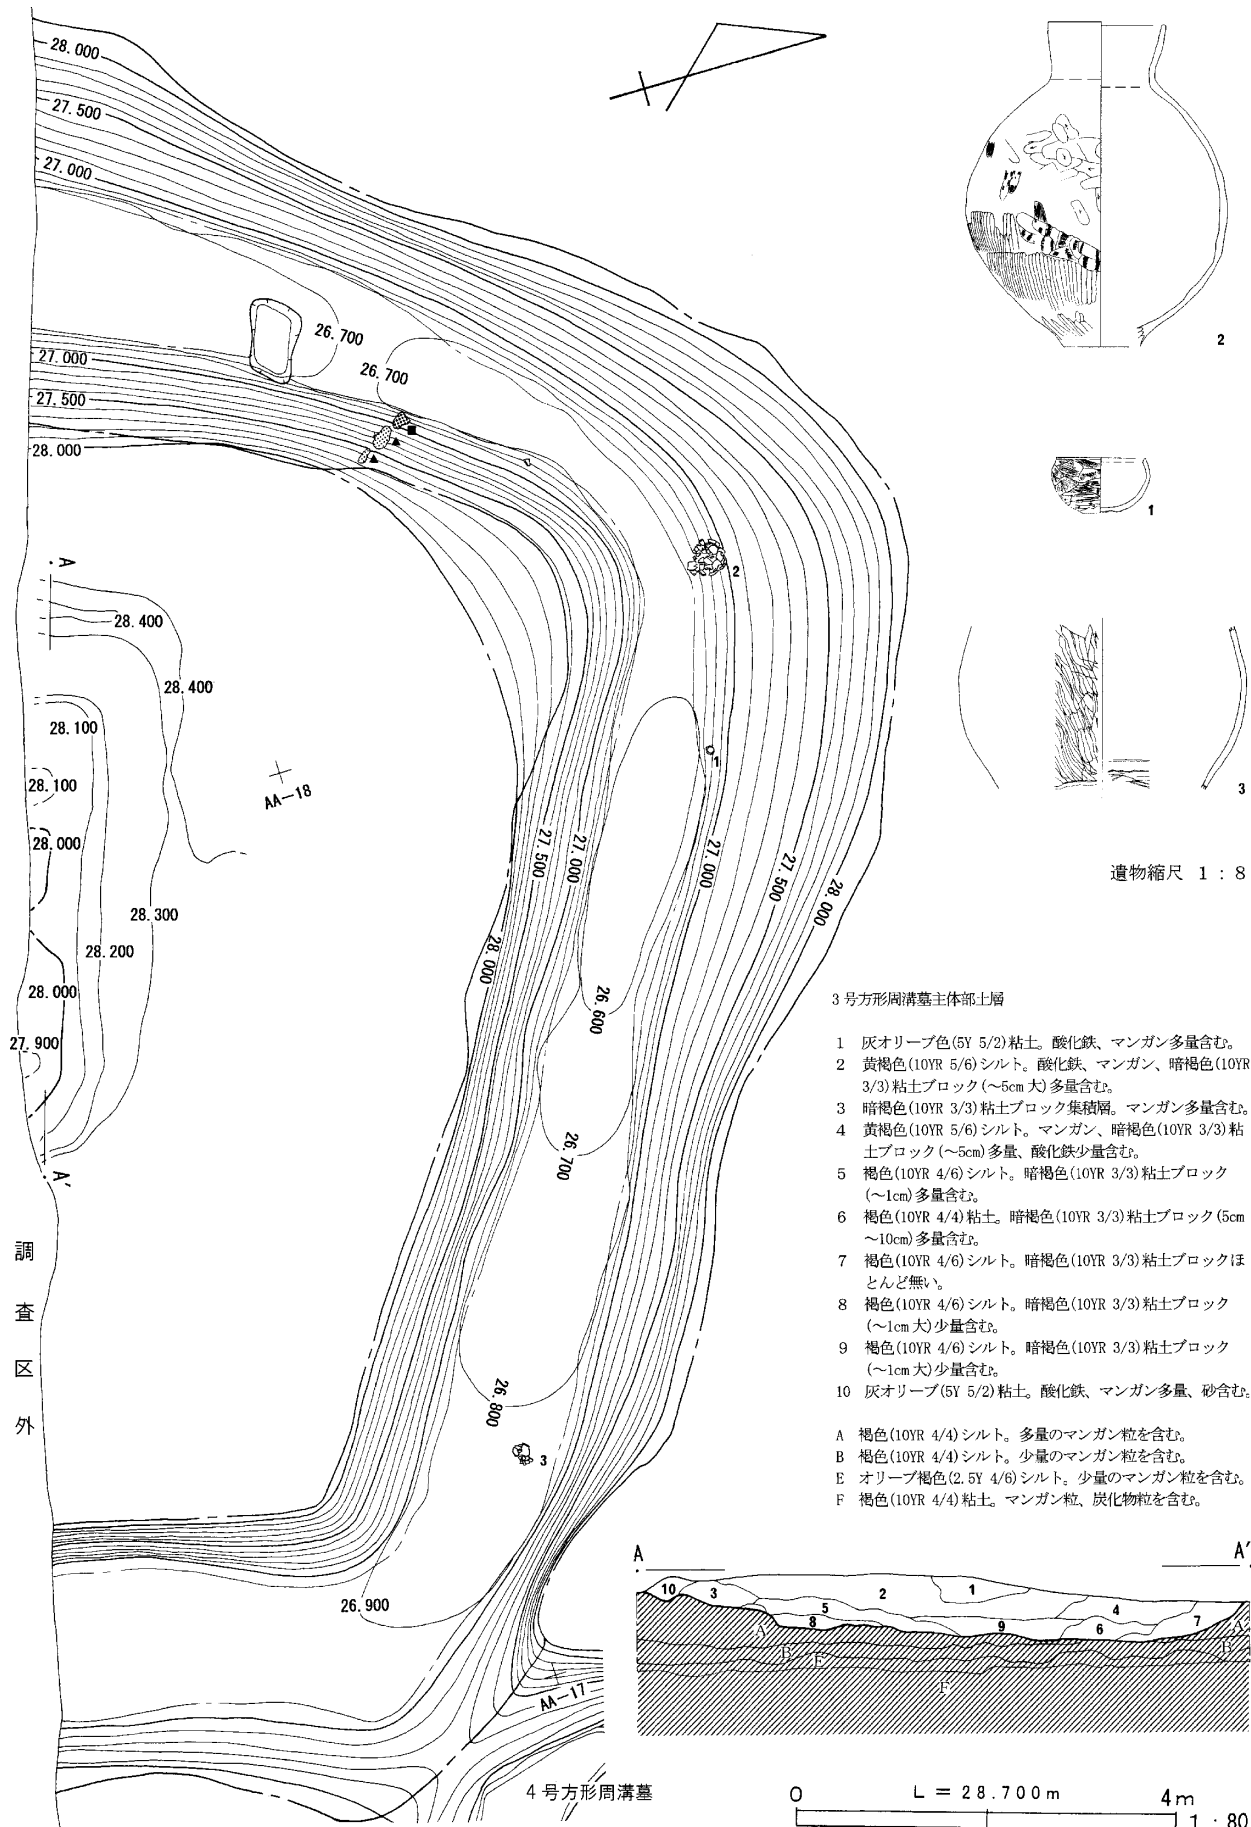 28.000
27.500
27.000
26.700
26.700
27.000
27.500
28.000
2
1
3
遺物縮尺 1:8
A
28.400
28.400
28.100
28.100
28.000
28.300
28.200
28.000
27.900
A′
AA-18
2
1
27.500
27.000
27.000
27.500
28.000
28.000
26.600
26.700
26.800
3
26.900
AA-17
調査区外
4号方形周溝墓
3号方形周溝墓主体部土層
1 灰オリーブ色(5Y 5/2)粘土。酸化鉄、マンガン多量含む。
2 黄褐色(10YR 5/6)シルト。酸化鉄、マンガン、暗褐色(10YR
3/3)粘土ブロック(～5cm大)多量含む。
3 暗褐色(10YR 3/3)粘土ブロック集積層。マンガン多量含む。
4 黄褐色(10YR 5/6)シルト。マンガン、暗褐色(10YR 3/3)粘
土ブロック(～5cm)多量、酸化鉄少量含む。
5 褐色(10YR 4/6)シルト。暗褐色(10YR 3/3)粘土ブロック
(～1cm)多量含む。
6 褐色(10YR 4/4)粘土。暗褐色(10YR 3/3)粘土ブロック(5cm
～10cm)多量含む。
7 褐色(10YR 4/6)シルト。暗褐色(10YR 3/3)粘土ブロックほ
とんど無い。
8 褐色(10YR 4/6)シルト。暗褐色(10YR 3/3)粘土ブロック
(～1cm大)少量含む。
9 褐色(10YR 4/6)シルト。暗褐色(10YR 3/3)粘土ブロック
(～1cm大)少量含む。
10 灰オリーブ(5Y 5/2)粘土。酸化鉄、マンガン多量、砂含む。
A 褐色(10YR 4/4)シルト。多量のマンガン粒を含む。
B 褐色(10YR 4/4)シルト。少量のマンガン粒を含む。
E オリーブ褐色(2.5Y 4/6)シルト。少量のマンガン粒を含む。
F 褐色(10YR 4/4)粘土。マンガン粒、炭化物粒を含む。
A A′
10 3 2 1
5 4
8 9 6 7
A A
B E B
F
0 L = 28.700m 4m
1:80